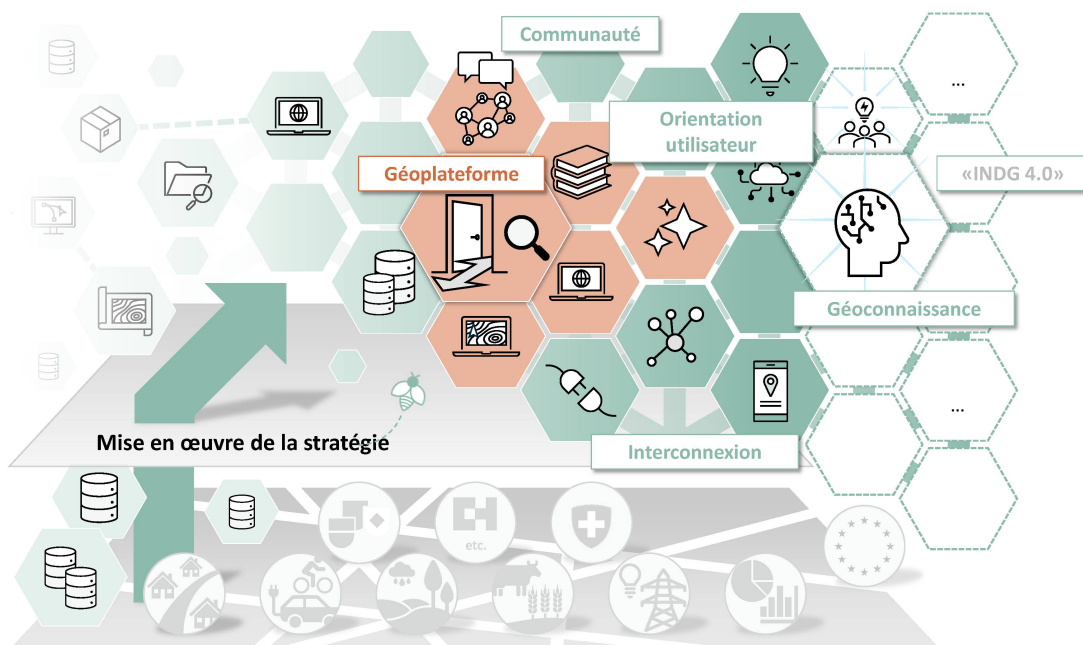 Communauté
Orientation
utilisateur
Géoplateforme
«INDG 4.0»
...
Géoconnaissance
...
Mise en œuvre de la stratégie
Interconnexion
etc.